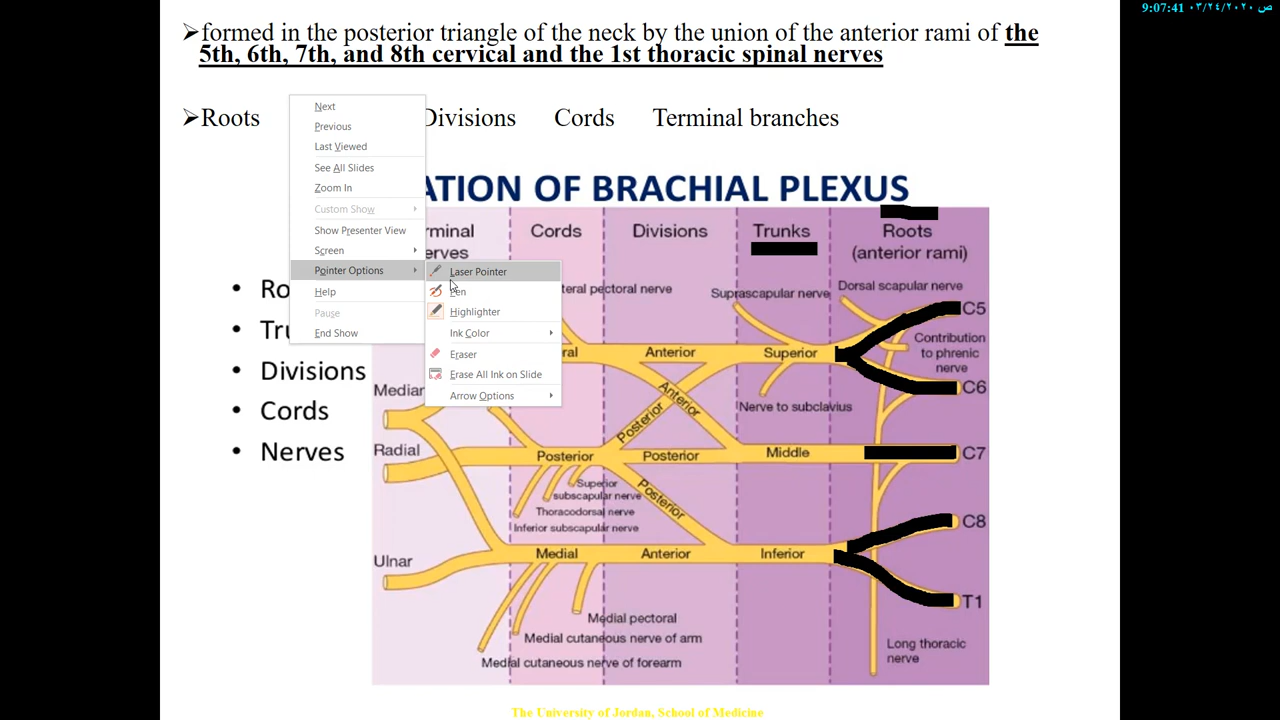 9:07:41 ٠٣/٢٤/٢٠٢٠ ص
➢formed in the posterior triangle of the neck by the union of the anterior rami of the
5th, 6th, 7th, and 8th cervical and the 1st thoracic spinal nerves
➢Roots Divisions Cords Terminal branches
Next
Previous
Last Viewed
See All Slides
Zoom In
Custom Show
Show Presenter View
Screen
Pointer Options
Help
Pause
End Show
Laser Pointer
Pen
Highlighter
Ink Color
Eraser
Erase All Ink on Slide
Arrow Options
OF BRACHIAL PLEXUS
Cords Divisions Trunks Roots
(anterior rami)
• Divisions
• Cords
• Nerves
pectoral nerve
Suprascapular nerve
Dorsal scapular nerve
C5
Contribution
to phrenic
nerve
Anterior Superior
C6
Nerve to subclavius
Median
Anterior
Posterior
Radial
Posterior Posterior Middle C7
Superior
subscapular nerve
Thoracodorsal nerve
Inferior subscapular nerve
Posterior
C8
Ulnar
Medial Anterior Inferior
T1
Medial pectoral
Medial cutaneous nerve of arm
Medial cutaneous nerve of forearm
Long thoracic
nerve
The University of Jordan, School of Medicine